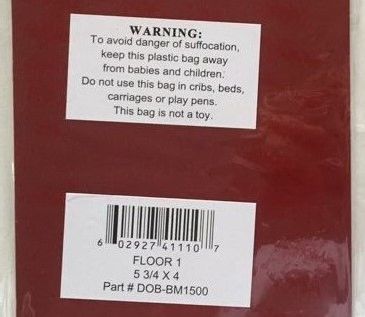 WARNING:
To avoid danger of suffocation,
keep this plastic bag away
from babies and children.
Do not use this bag in cribs, beds,
carriages or play pens.
This bag is not a toy.
6 02927 41110 7
FLOOR 1
5 3/4 X 4
Part # DOB-BM1500